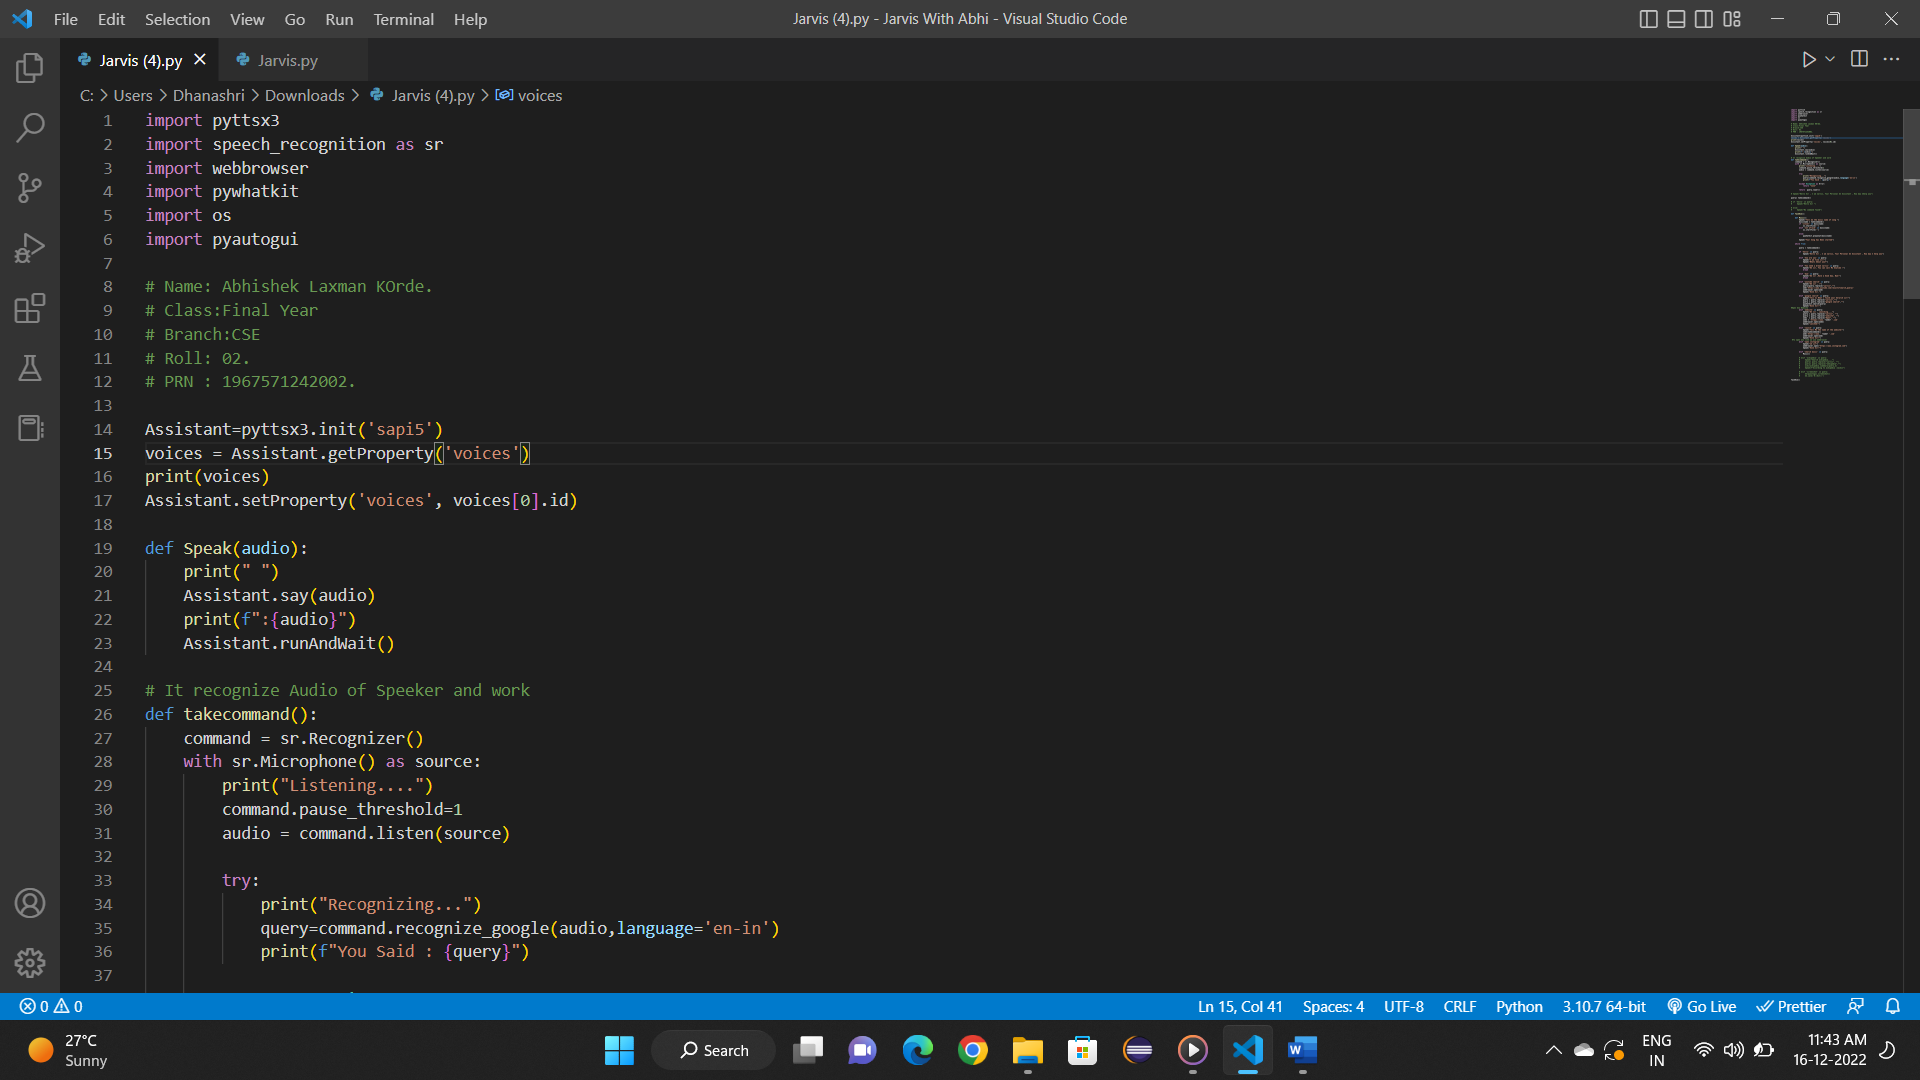 File Edit Selection View Go Run Terminal Help
Jarvis (4).py - Jarvis With Abhi - Visual Studio Code
Jarvis (4).py
Jarvis.py
C: > Users > Dhanashri > Downloads > Jarvis (4).py > voices
1 import pyttsx3
2 import speech_recognition as sr
3 import webbrowser
4 import pywhatkit
5 import os
6 import pyautogui
7
8 # Name: Abhishek Laxman KOrde.
9 # Class:Final Year
10 # Branch:CSE
11 # Roll: 02.
12 # PRN : 1967571242002.
13
14 Assistant=pyttsx3.init('sapi5')
15 voices = Assistant.getProperty('voices')
16 print(voices)
17 Assistant.setProperty('voices', voices[0].id)
18
19 def Speak(audio):
20     print(" ")
21     Assistant.say(audio)
22     print(f":{audio}")
23     Assistant.runAndWait()
24
25 # It recognize Audio of Speeker and work
26 def takecommand():
27     command = sr.Recognizer()
28     with sr.Microphone() as source:
29         print("Listening....")
30         command.pause_threshold=1
31         audio = command.listen(source)
32
33         try:
34             print("Recognizing...")
35             query=command.recognize_google(audio,language='en-in')
36             print(f"You Said : {query}")
37
0 0
Ln 15, Col 41 Spaces: 4 UTF-8 CRLF Python 3.10.7 64-bit Go Live Prettier
27°C
Sunny
Search
ENG
IN
11:43 AM
16-12-2022